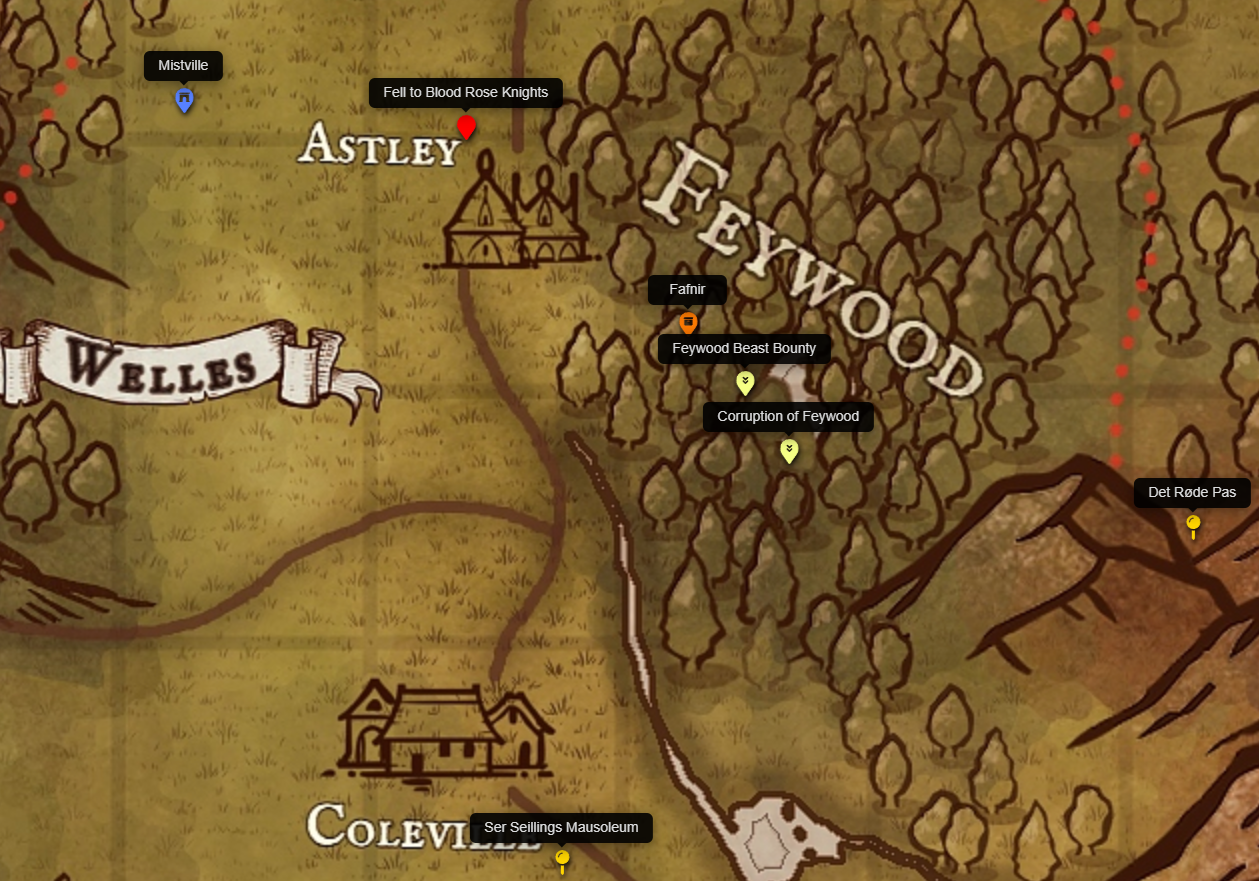 Mistville
Fell to Blood Rose Knights
ASTLEY
FEYWOOD
Fafnir
Feywood Beast Bounty
WELLES
Corruption of Feywood
Det Røde Pas
COLEVILLE
Ser Seillings Mausoleum